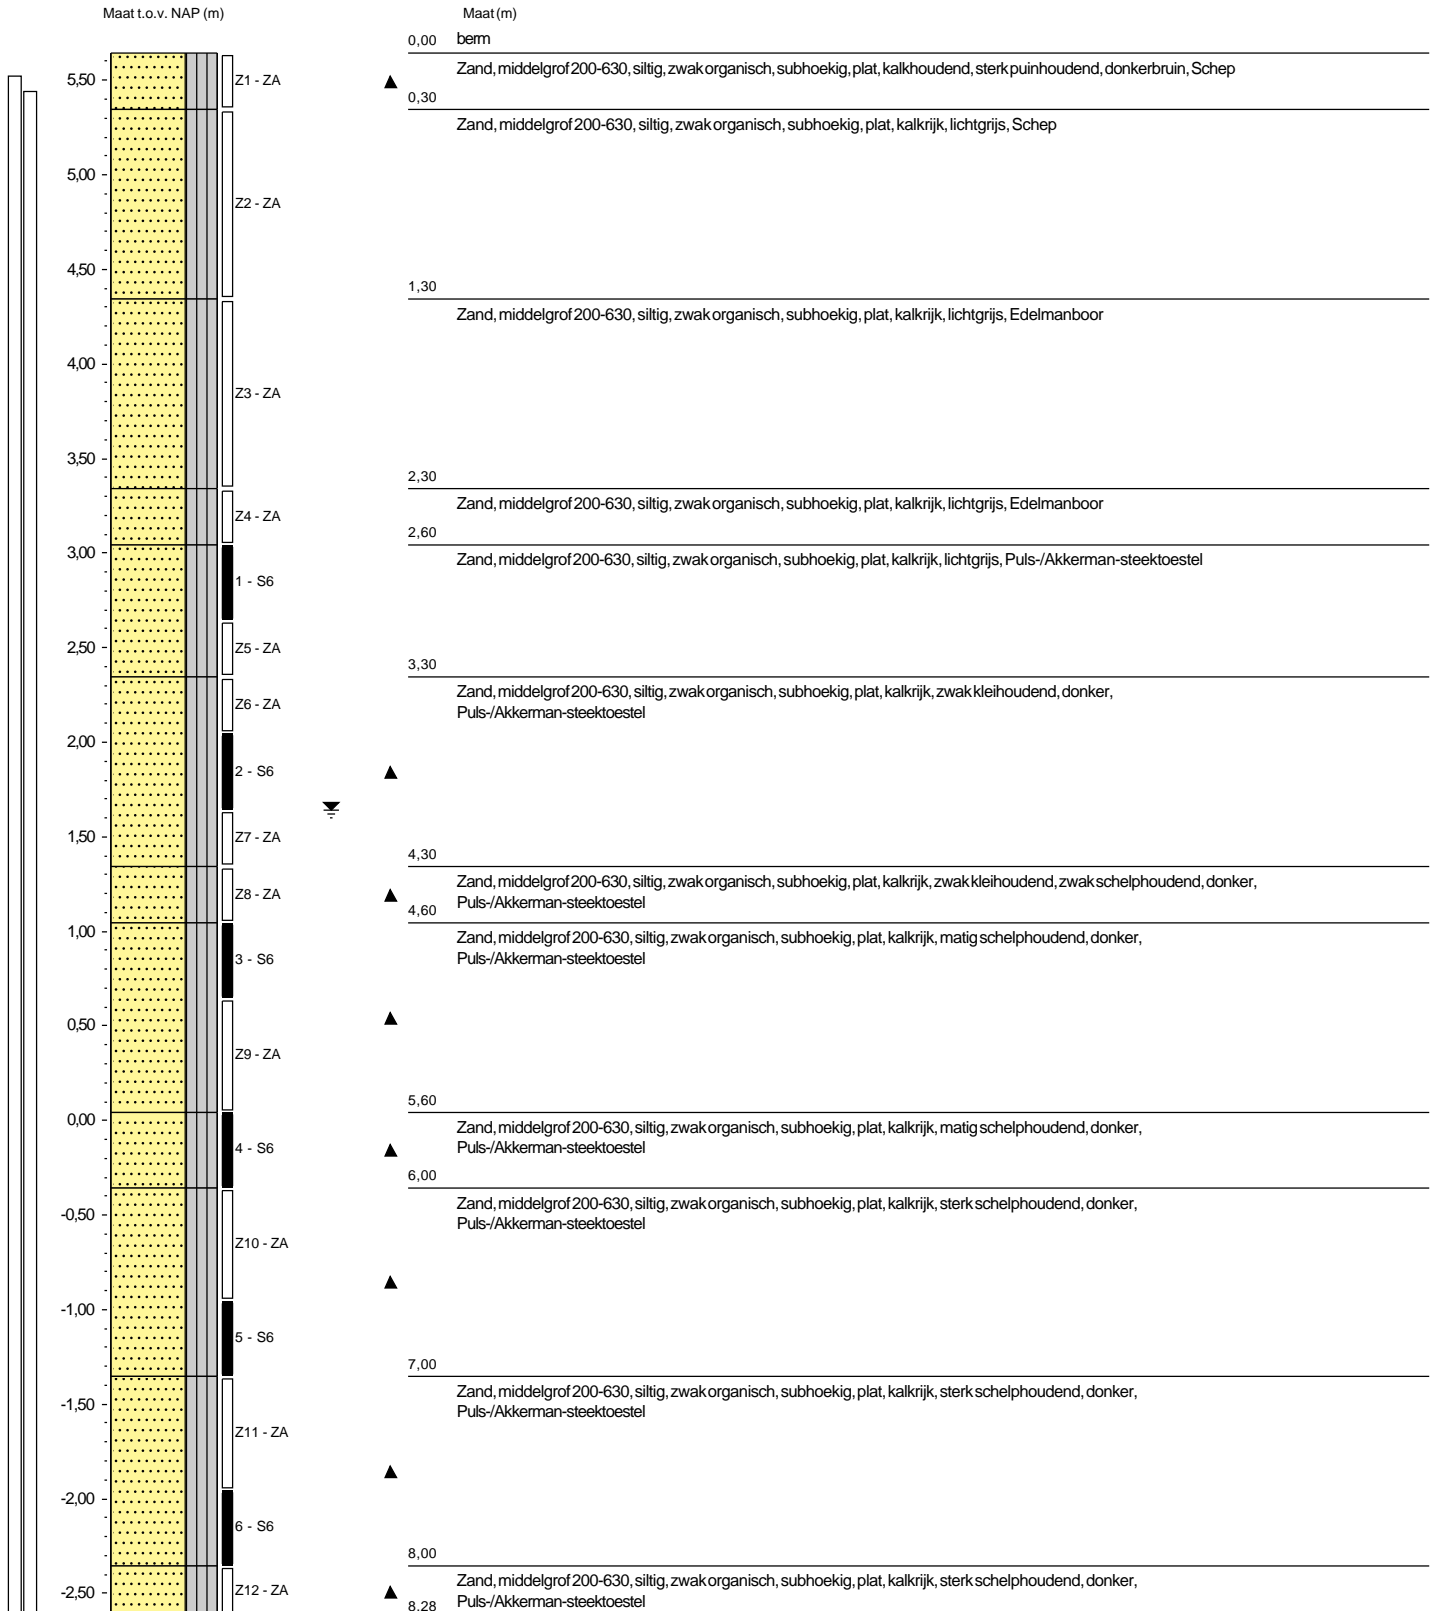 Maat t.o.v. NAP (m)
Maat (m)
0,00 berm
5,50
Z1 - ZA
Zand, middelgrof 200-630, siltig, zwak organisch, subhoekig, plat, kalkhoudend, sterk puinhoudend, donkerbruin, Schep
0,30
Zand, middelgrof 200-630, siltig, zwak organisch, subhoekig, plat, kalkrijk, lichtgrijs, Schep
5,00
Z2 - ZA
4,50
1,30
Zand, middelgrof 200-630, siltig, zwak organisch, subhoekig, plat, kalkrijk, lichtgrijs, Edelmanboor
4,00
Z3 - ZA
3,50
2,30
Zand, middelgrof 200-630, siltig, zwak organisch, subhoekig, plat, kalkrijk, lichtgrijs, Edelmanboor
Z4 - ZA
2,60
3,00
Zand, middelgrof 200-630, siltig, zwak organisch, subhoekig, plat, kalkrijk, lichtgrijs, Puls-/Akkerman-steektoestel
1 - S6
2,50
Z5 - ZA
3,30
Zand, middelgrof 200-630, siltig, zwak organisch, subhoekig, plat, kalkrijk, zwak kleihoudend, donker,
Puls-/Akkerman-steektoestel
Z6 - ZA
2,00
2 - S6
1,50
Z7 - ZA
4,30
Zand, middelgrof 200-630, siltig, zwak organisch, subhoekig, plat, kalkrijk, zwak kleihoudend, zwak schelphoudend, donker,
Puls-/Akkerman-steektoestel
Z8 - ZA
4,60
1,00
Zand, middelgrof 200-630, siltig, zwak organisch, subhoekig, plat, kalkrijk, matig schelphoudend, donker,
Puls-/Akkerman-steektoestel
3 - S6
0,50
Z9 - ZA
5,60
0,00
Zand, middelgrof 200-630, siltig, zwak organisch, subhoekig, plat, kalkrijk, matig schelphoudend, donker,
Puls-/Akkerman-steektoestel
4 - S6
6,00
-0,50
Zand, middelgrof 200-630, siltig, zwak organisch, subhoekig, plat, kalkrijk, sterk schelphoudend, donker,
Puls-/Akkerman-steektoestel
Z10 - ZA
-1,00
5 - S6
7,00
-1,50
Zand, middelgrof 200-630, siltig, zwak organisch, subhoekig, plat, kalkrijk, sterk schelphoudend, donker,
Puls-/Akkerman-steektoestel
Z11 - ZA
-2,00
6 - S6
8,00
-2,50
Z12 - ZA
Zand, middelgrof 200-630, siltig, zwak organisch, subhoekig, plat, kalkrijk, sterk schelphoudend, donker,
Puls-/Akkerman-steektoestel
8,28